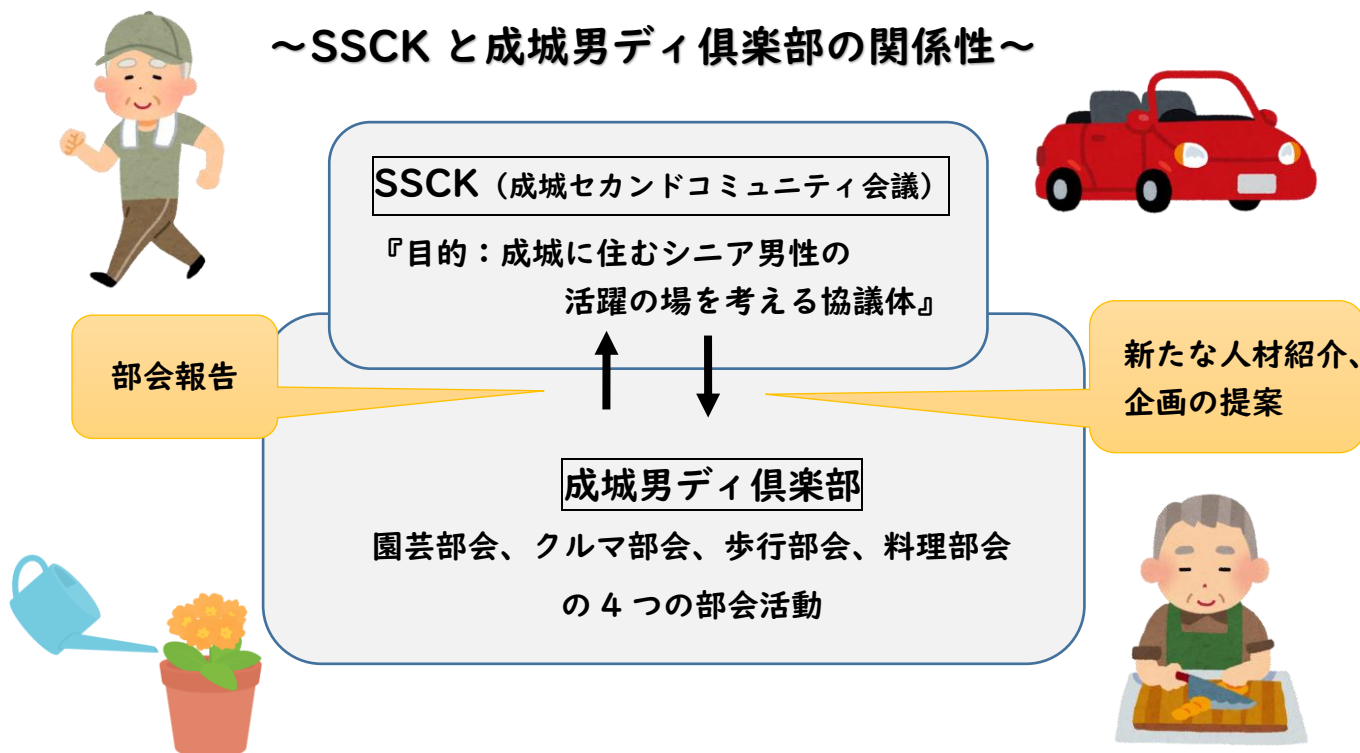 ～SSCK と成城男ディ倶楽部の関係性～
SSCK（成城セカンドコミュニティ会議）
『目的：成城に住むシニア男性の
活躍の場を考える協議体』
部会報告
新たな人材紹介、
企画の提案
成城男ディ倶楽部
園芸部会、クルマ部会、歩行部会、料理部会
の 4 つの部会活動